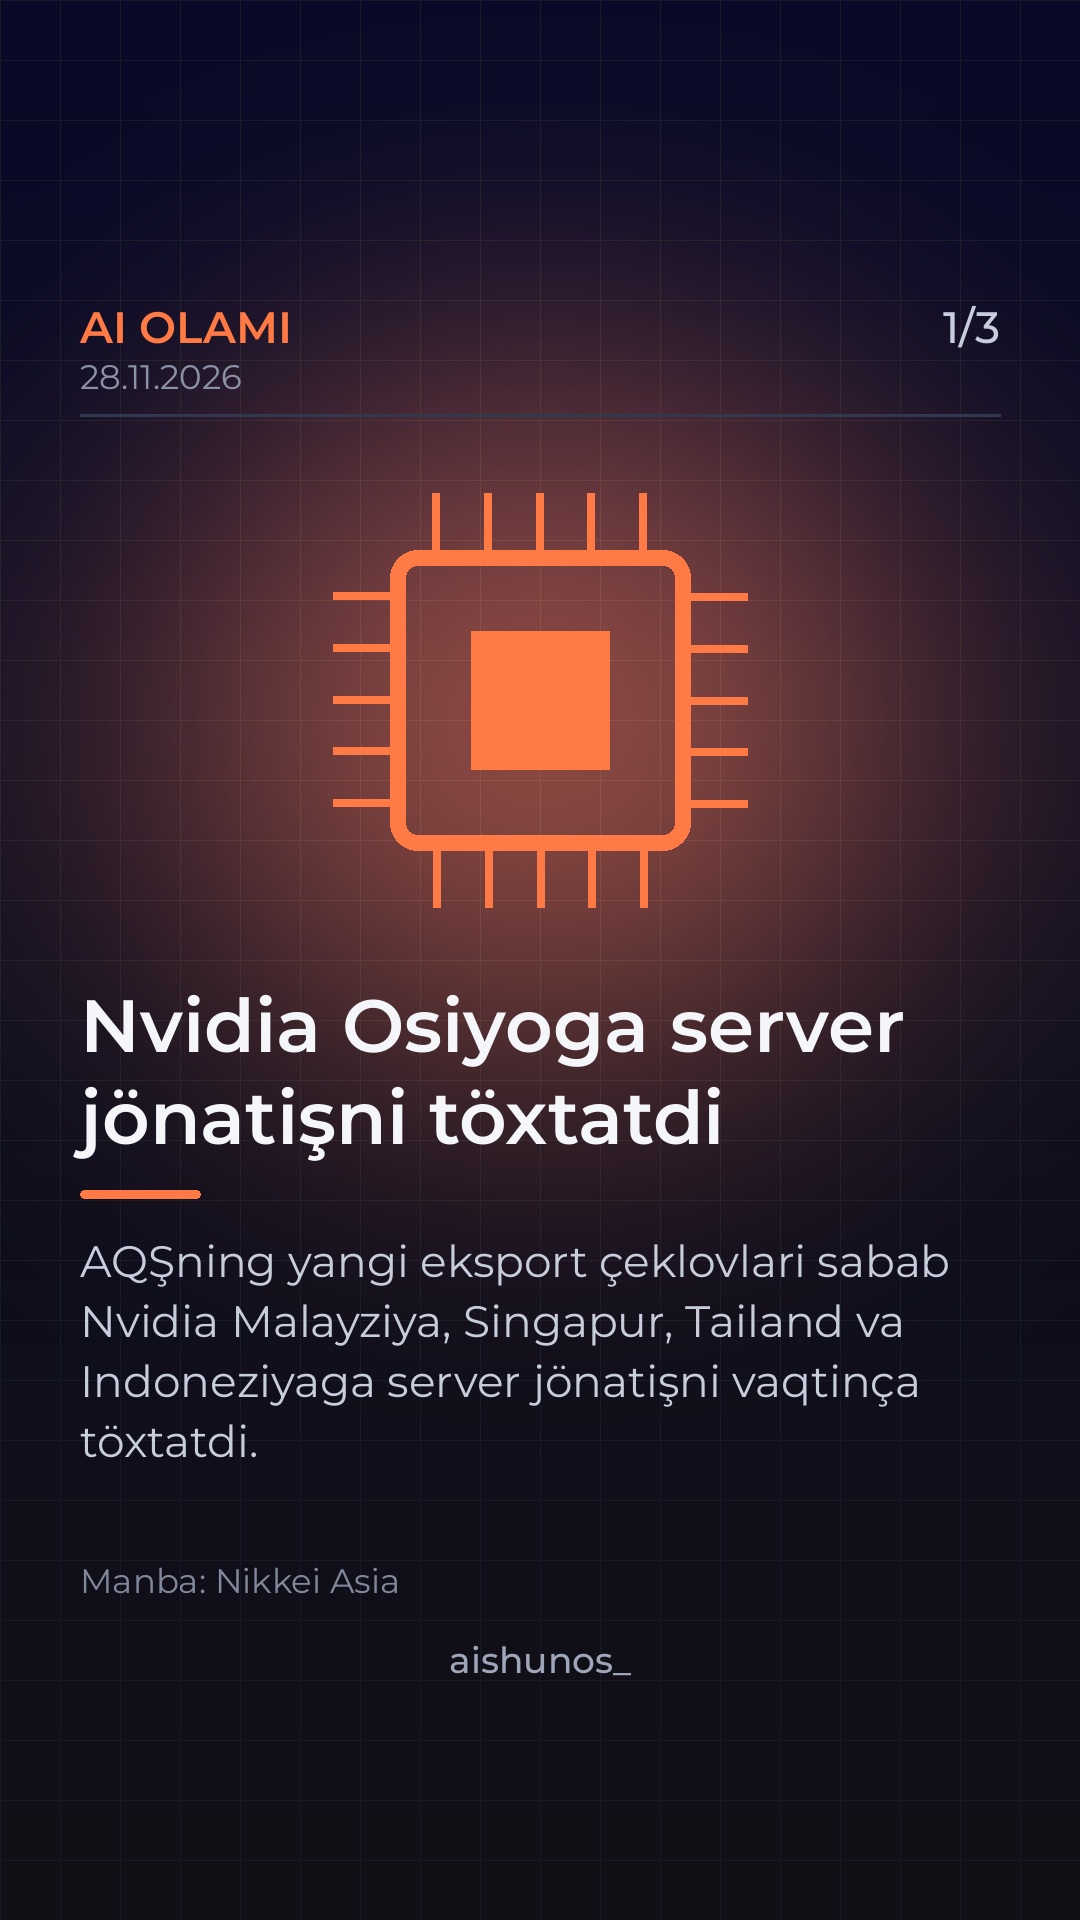 AI OLAMI
1/3
28.11.2026
Nvidia Osiyoga server
jönatişni töxtatdi
AQŞning yangi eksport çeklovlari sabab
Nvidia Malayziya, Singapur, Tailand va
Indoneziyaga server jönatişni vaqtinça
töxtatdi.
Manba: Nikkei Asia
aishunos_